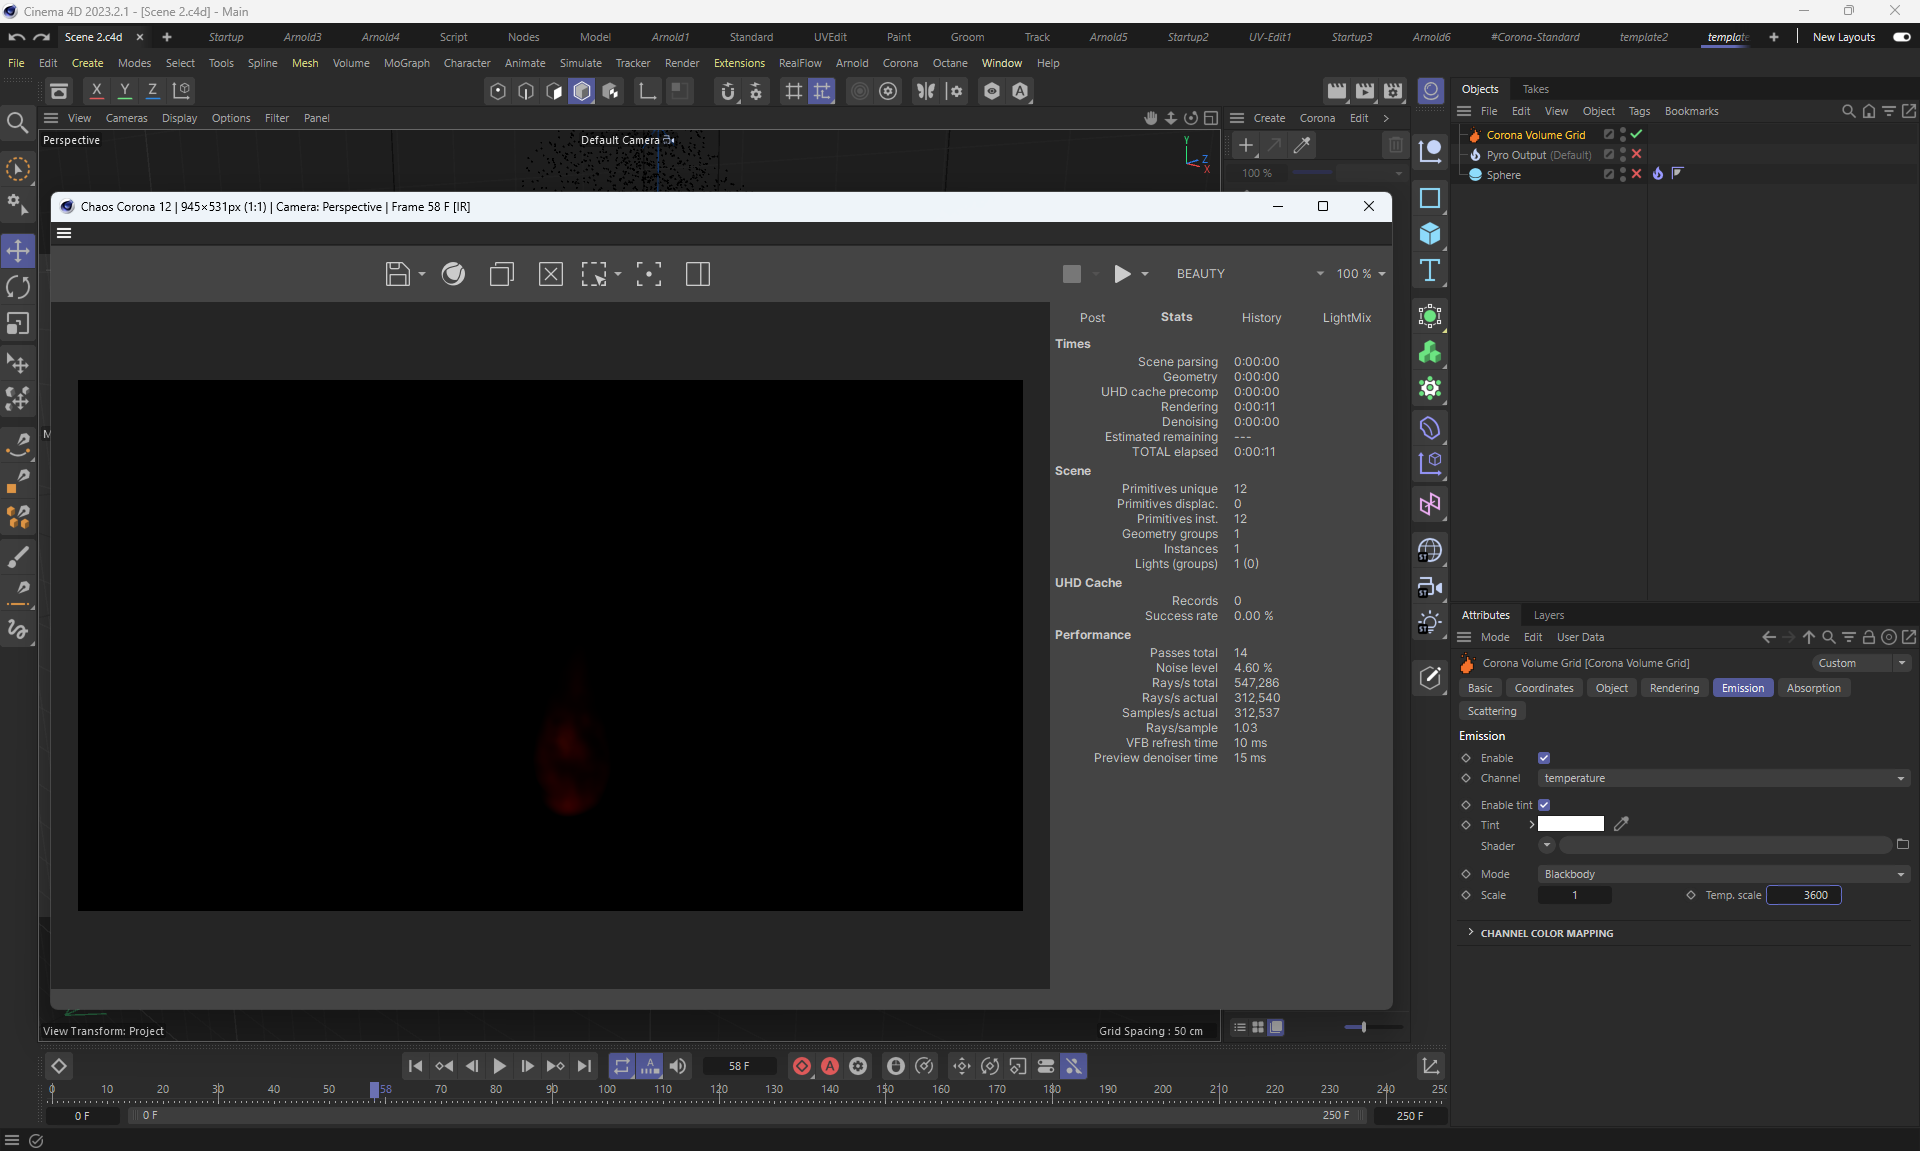 Cinema 4D 2023.2.1 - [Scene 2.c4d] - Main
Scene 2.c4d
Startup
Arnold3
Arnold4
Script
Nodes
Model
Arnold1
Standard
UVEdit
Paint
Groom
Track
Arnold5
Startup2
UV-Edit1
Startup3
Arnold6
#Corona-Standard
template2
template
New Layouts
File Edit Create Modes Select Tools Spline Mesh Volume MoGraph Character Animate Simulate Tracker Render Extensions RealFlow Arnold Corona Octane Window Help
X Y Z
Objects Takes
View Cameras Display Options Filter Panel
Create Corona Edit
File Edit View Object Tags Bookmarks
Perspective
Default Camera
Y
Z
X
100 %
Corona Volume Grid
Pyro Output (Default)
Sphere
Chaos Corona 12 | 945×531px (1:1) | Camera: Perspective | Frame 58 F [IR]
BEAUTY
100 %
Post Stats History LightMix
Times
Scene parsing 0:00:00
Geometry 0:00:00
UHD cache precomp 0:00:00
Rendering 0:00:11
Denoising 0:00:00
Estimated remaining ---
TOTAL elapsed 0:00:11
Scene
Primitives unique 12
Primitives displac. 0
Primitives inst. 12
Geometry groups 1
Instances 1
Lights (groups) 1 (0)
UHD Cache
Records 0
Success rate 0.00 %
Performance
Passes total 14
Noise level 4.60 %
Rays/s total 547,286
Rays/s actual 312,540
Samples/s actual 312,537
Rays/sample 1.03
VFB refresh time 10 ms
Preview denoiser time 15 ms
M
ST
ST
ST
Attributes Layers
Mode Edit User Data
Corona Volume Grid [Corona Volume Grid]
Custom
Basic Coordinates Object Rendering Emission Absorption
Scattering
Emission
Enable
Channel temperature
Enable tint
Tint
Shader
Mode Blackbody
Scale 1 Temp. scale 3600
CHANNEL COLOR MAPPING
View Transform: Project
Grid Spacing : 50 cm
58 F
0 10 20 30 40 58 70 80 90 100 110 120 130 140 150 160 170 180 190 200 210 220 230 240 250
0 F
0 F
250 F
250 F